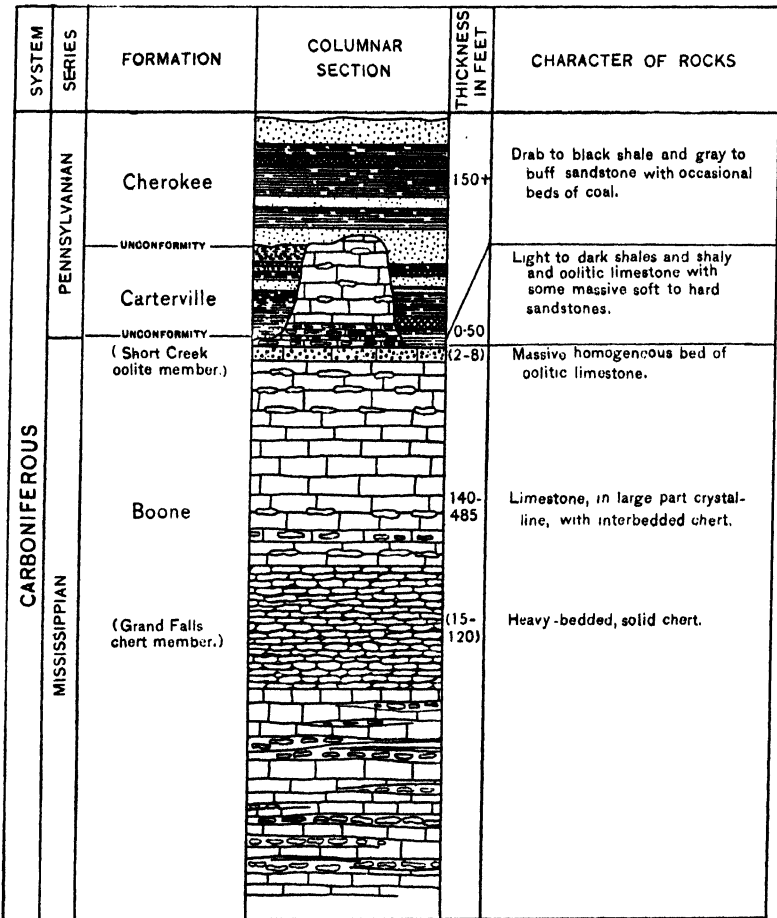 SYSTEM
SERIES
FORMATION
COLUMNAR
SECTION
THICKNESS
IN FEET
CHARACTER OF ROCKS
CARBONIFEROUS
PENNSYLVANIAN
Cherokee
150+
Drab to black shale and gray to
buff sandstone with occasional
beds of coal.
UNCONFORMITY
Carterville
0-50
Light to dark shales and shaly
and oolitic limestone with
some massive soft to hard
sandstones.
UNCONFORMITY
MISSISSIPPIAN
(Short Creek
oolite member.)
(2-8)
Massive homogeneous bed of
oolitic limestone.
Boone
140-
485
Limestone, in large part crystal-
line, with interbedded chert.
(Grand Falls
chert member.)
(15-
120)
Heavy-bedded, solid chert.